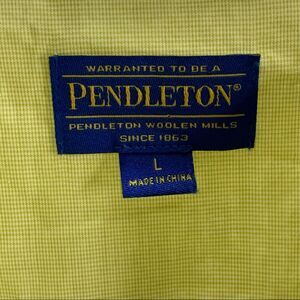 WARRANTED TO BE A
PENDLETON®
PENDLETON WOOLEN MILLS
SINCE 1863
L
MADE IN CHINA